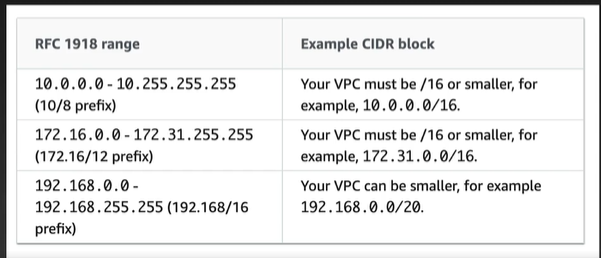 RFC 1918 range
Example CIDR block
10.0.0.0 - 10.255.255.255
(10/8 prefix)
Your VPC must be /16 or smaller, for
example, 10.0.0.0/16.
172.16.0.0 - 172.31.255.255
(172.16/12 prefix)
Your VPC must be /16 or smaller, for
example, 172.31.0.0/16.
192.168.0.0 -
192.168.255.255 (192.168/16
prefix)
Your VPC can be smaller, for example
192.168.0.0/20.